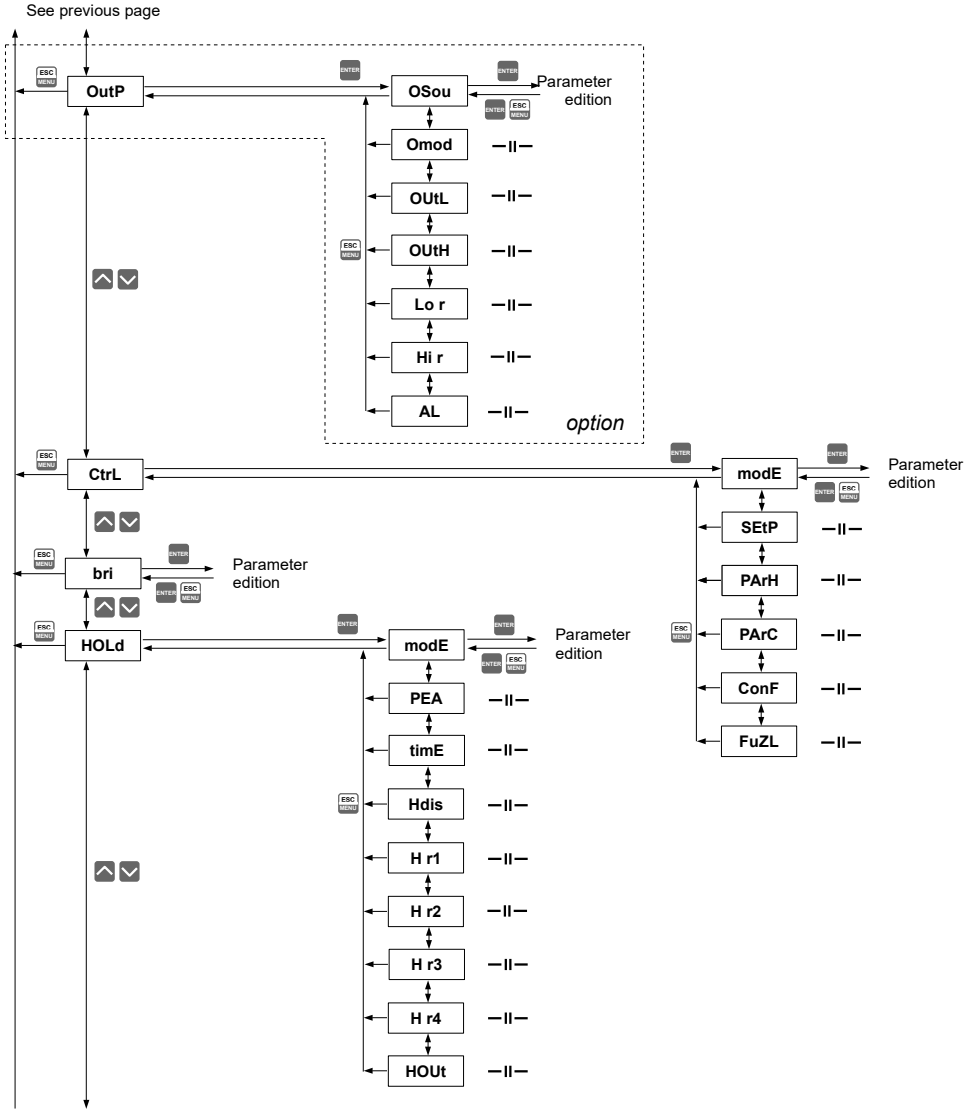 See previous page
ESC
MENU
OutP
ENTER
OSou
ENTER
Parameter
edition
ENTER
ESC
MENU
Omod
—II—
OUtL
—II—
ESC
MENU
OUtH
—II—
Lo r
—II—
Hi r
—II—
AL
—II—
option
ESC
MENU
CtrL
ENTER
modE
ENTER
Parameter
edition
ENTER
ESC
MENU
SEtP
—II—
PArH
—II—
ESC
MENU
PArC
—II—
ConF
—II—
FuZL
—II—
ESC
MENU
bri
ENTER
Parameter
edition
ENTER
ESC
MENU
ESC
MENU
HOLd
ENTER
modE
ENTER
Parameter
edition
ENTER
ESC
MENU
PEA
—II—
timE
—II—
ESC
MENU
Hdis
—II—
H r1
—II—
H r2
—II—
H r3
—II—
H r4
—II—
HOUt
—II—